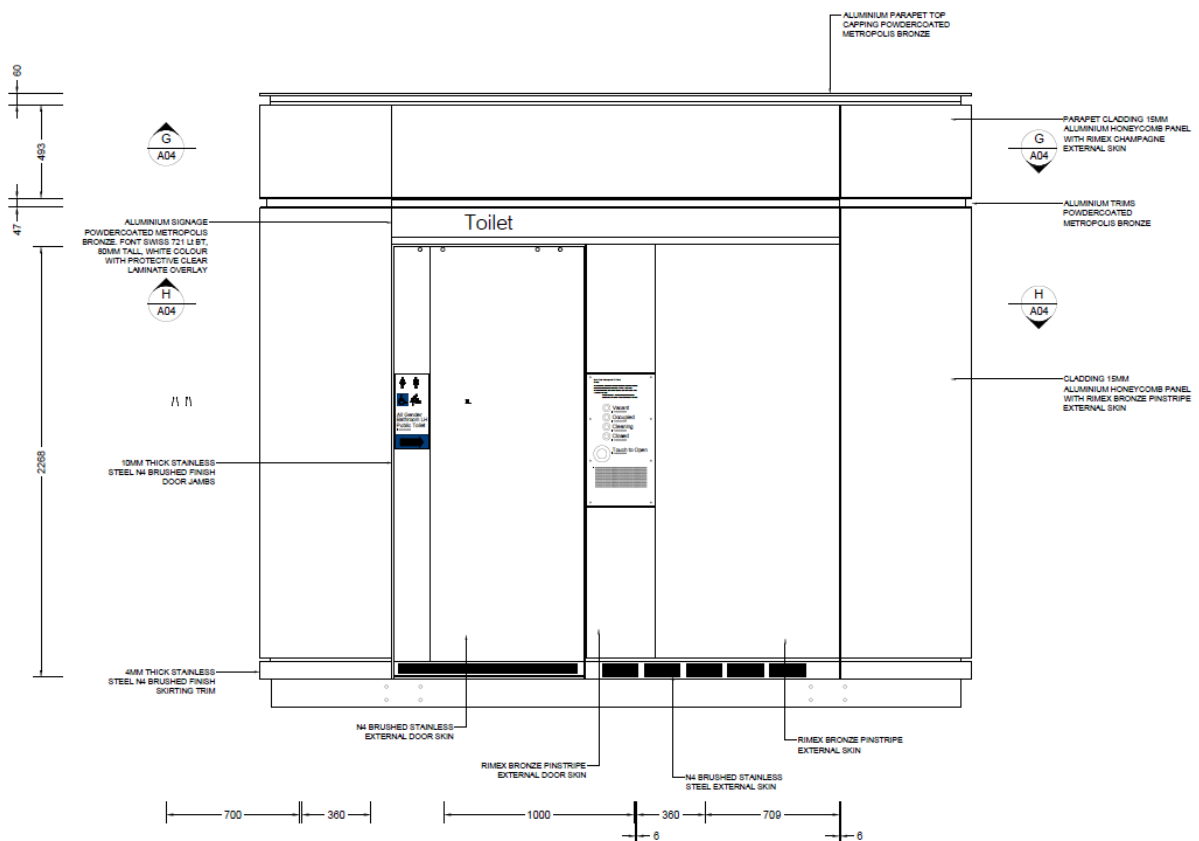 ALUMINIUM PARAPET TOP
CAPPING POWDERCOATED
METROPOLIS BRONZE
60
G
A04
493
G
A04
PARAPET CLADDING 15MM
ALUMINIUM HONEYCOMB PANEL
WITH RIMEX CHAMPAGNE
EXTERNAL SKIN
47
ALUMINIUM SIGNAGE
POWDERCOATED METROPOLIS
BRONZE. FONT SWISS 721 Lt BT,
80MM TALL, WHITE COLOUR
WITH PROTECTIVE CLEAR
LAMINATE OVERLAY
Toilet
ALUMINIUM TRIMS
POWDERCOATED
METROPOLIS BRONZE
H
A04
H
A04
2268
All Gender
Bathroom LH
Public Toilet
Vacant
Occupied
Cleaning
Closed
Touch to Open
CLADDING 15MM
ALUMINIUM HONEYCOMB PANEL
WITH RIMEX BRONZE PINSTRIPE
EXTERNAL SKIN
10MM THICK STAINLESS
STEEL N4 BRUSHED FINISH
DOOR JAMBS
4MM THICK STAINLESS
STEEL N4 BRUSHED FINISH
SKIRTING TRIM
N4 BRUSHED STAINLESS
EXTERNAL DOOR SKIN
RIMEX BRONZE PINSTRIPE
EXTERNAL DOOR SKIN
N4 BRUSHED STAINLESS
STEEL EXTERNAL SKIN
RIMEX BRONZE PINSTRIPE
EXTERNAL SKIN
700
360
1000
360
709
6
6